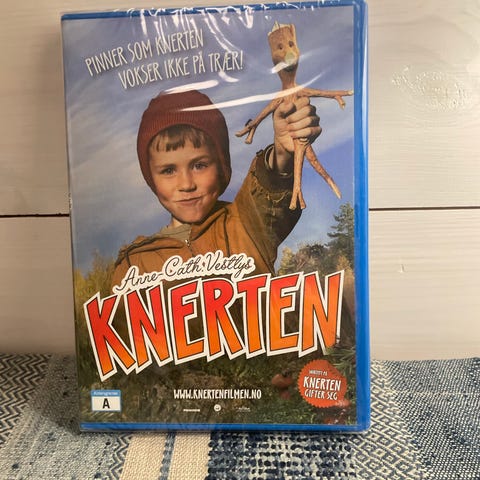 PINNER SOM KNERTEN
VOKSER IKKE PÅ TRÆR!
Anne-Cath. Vestlys
KNERTEN
KNERTEN
GIFTER SEG
WWW.KNERTENFILMEN.NO
A